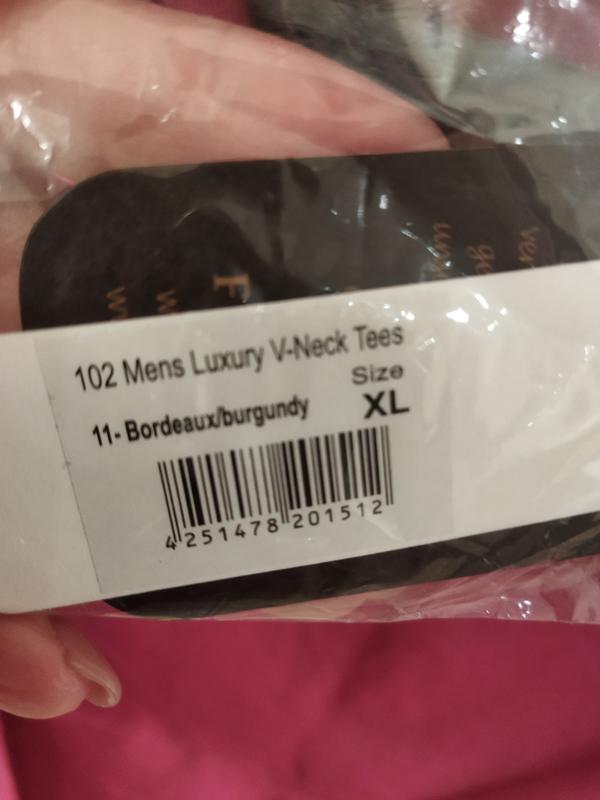 102 Mens Luxury V-Neck Tees
Size
11- Bordeaux/burgundy XL
4 251478 201512